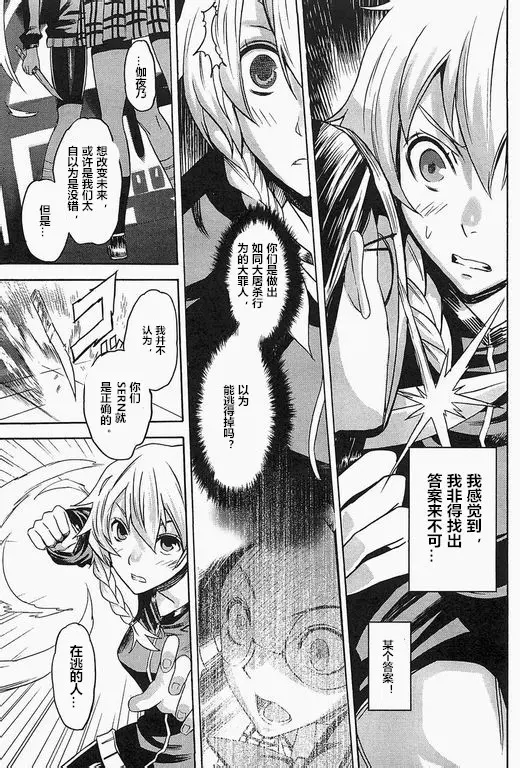 我感觉到，
我非得找出
答案来不可…
某个答案！
你们是做出
如同大屠杀行
为的大罪人
以为
能逃得掉吗？
…伽夜乃
想改变未来，
或许是我们太
自以为是没错，
但是…
我并不
认为，
你们
SERN就
是正确的。
在逃的人…